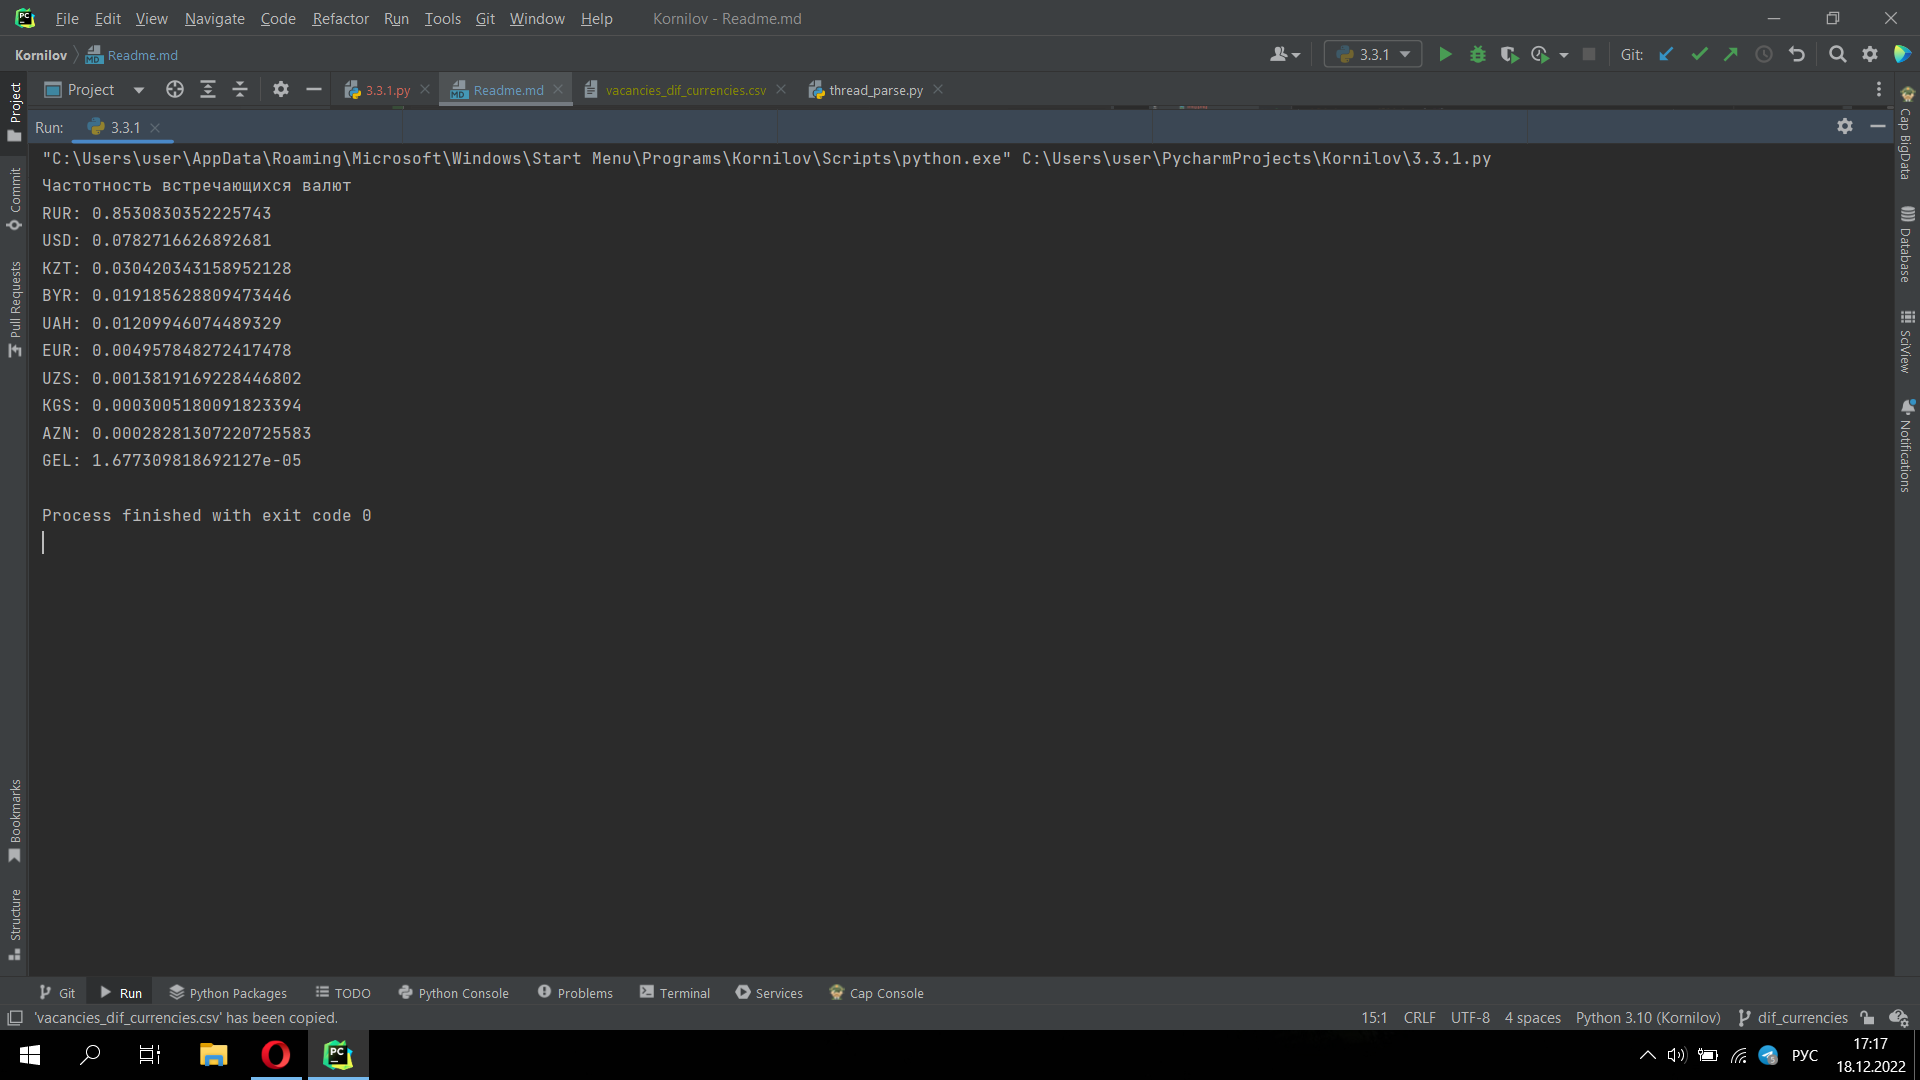 File Edit View Navigate Code Refactor Run Tools Git Window Help Kornilov - Readme.md
Kornilov Readme.md 3.3.1 Git:
Project 3.3.1.py Readme.md vacancies_dif_currencies.csv thread_parse.py
Run: 3.3.1
"C:\Users\user\AppData\Roaming\Microsoft\Windows\Start Menu\Programs\Kornilov\Scripts\python.exe" C:\Users\user\PycharmProjects\Kornilov\3.3.1.py
Частотность встречающихся валют
RUR: 0.8530830352225743
USD: 0.0782716626892681
KZT: 0.030420343158952128
BYR: 0.019185628809473446
UAH: 0.01209946074489329
EUR: 0.004957848272417478
UZS: 0.0013819169228446802
KGS: 0.0003005180091823394
AZN: 0.00028281307220725583
GEL: 1.677309818692127e-05
Process finished with exit code 0
Project
Commit
Pull Requests
Bookmarks
Structure
Cap BigData
Database
SciView
Notifications
Git Run Python Packages TODO Python Console Problems Terminal Services Cap Console
'vacancies_dif_currencies.csv' has been copied. 15:1 CRLF UTF-8 4 spaces Python 3.10 (Kornilov) dif_currencies
РУС 17:17
18.12.2022